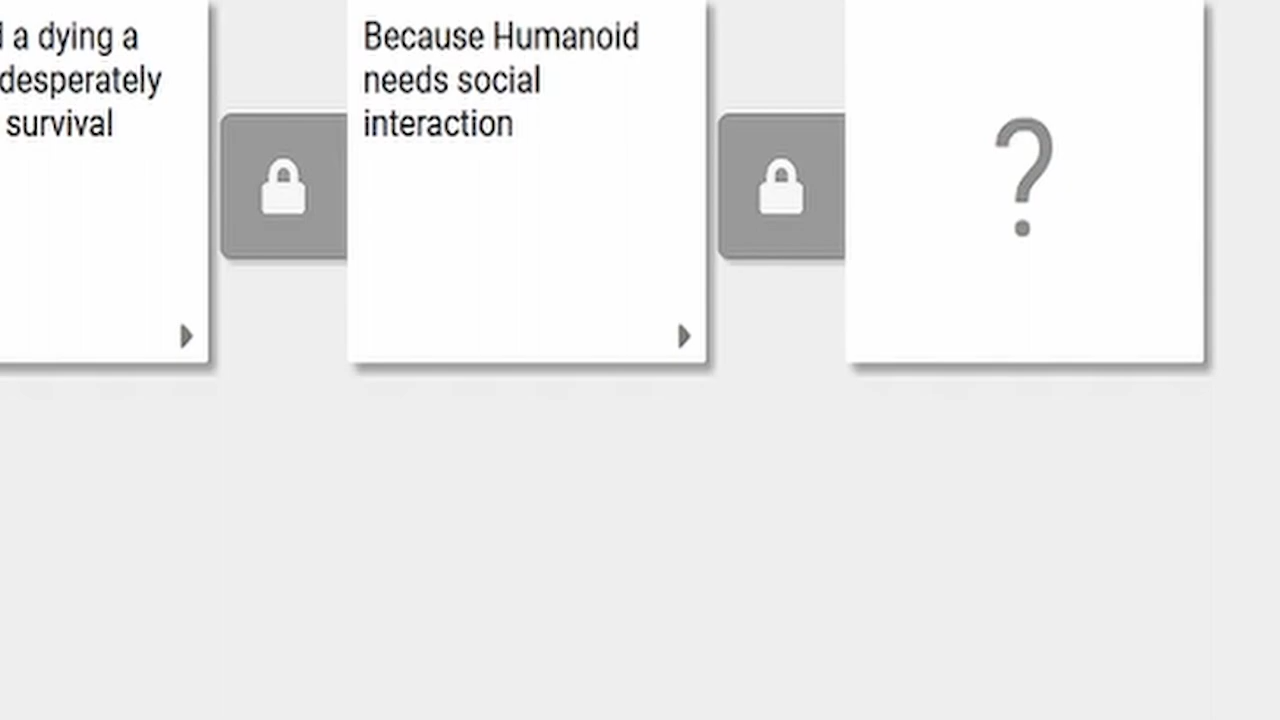 a dying a
desperately
survival
Because Humanoid
needs social
interaction
?